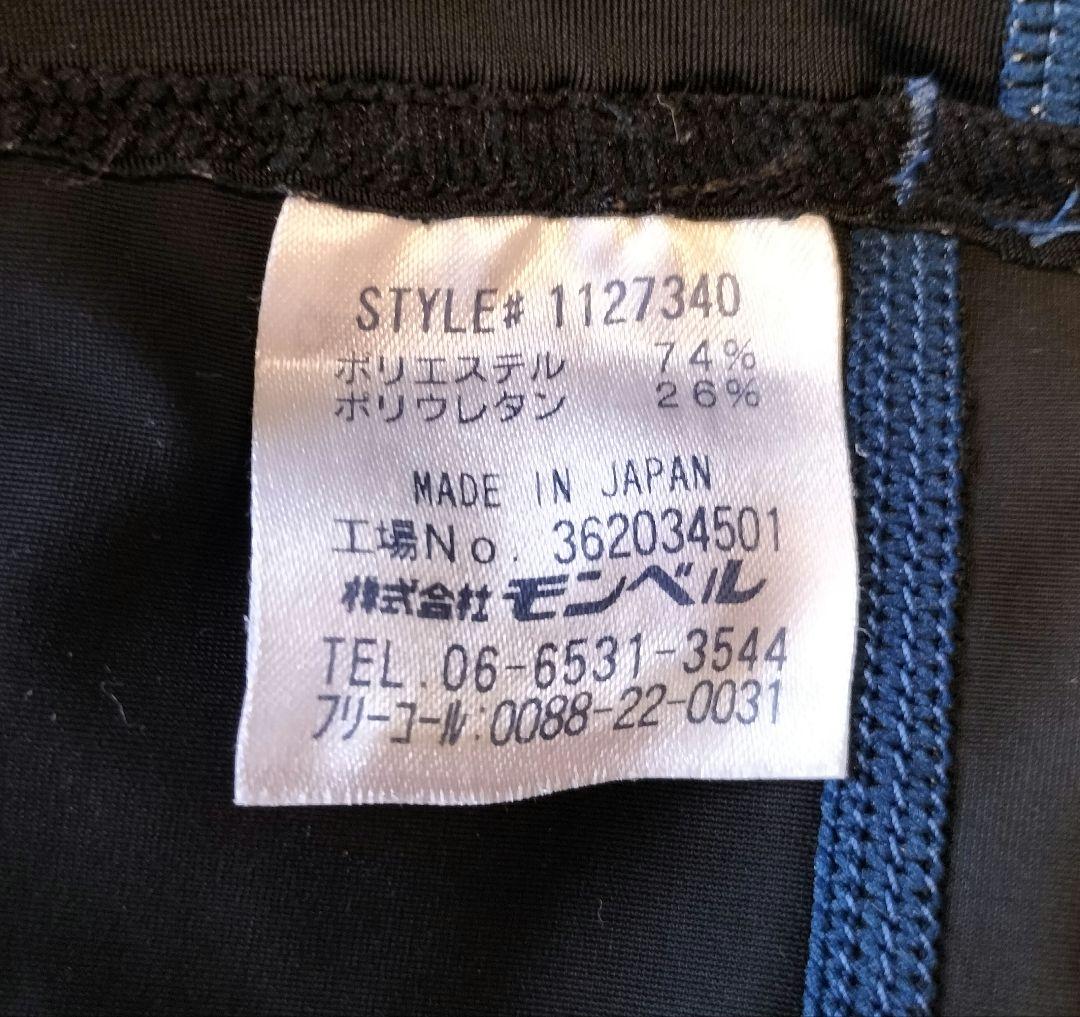 STYLE# 1127340
ポリエステル 74%
ポリウレタン 26%
MADE IN JAPAN
工場No. 362034501
株式会社モンベル
TEL.06-6531-3544
フリーコール:0088-22-0031